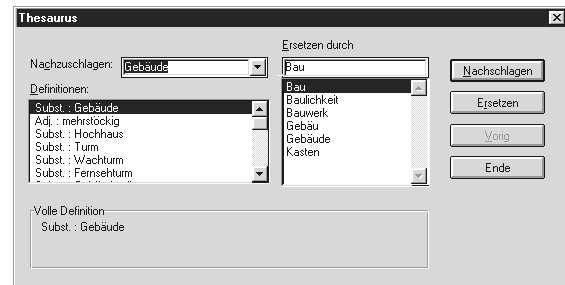 Thesaurus
Ersetzen durch
Nachzuschlagen: Gebäude
Bau
Nachschlagen
Definitionen:
Subst. : Gebäude
Adj. : mehrstöckig
Subst. : Hochhaus
Subst. : Turm
Subst. : Wachturm
Subst. : Fernsehturm
Bau
Baulichkeit
Bauwerk
Gebäu
Gebäude
Kasten
Ersetzen
Vorig
Ende
Volle Definition
Subst. : Gebäude